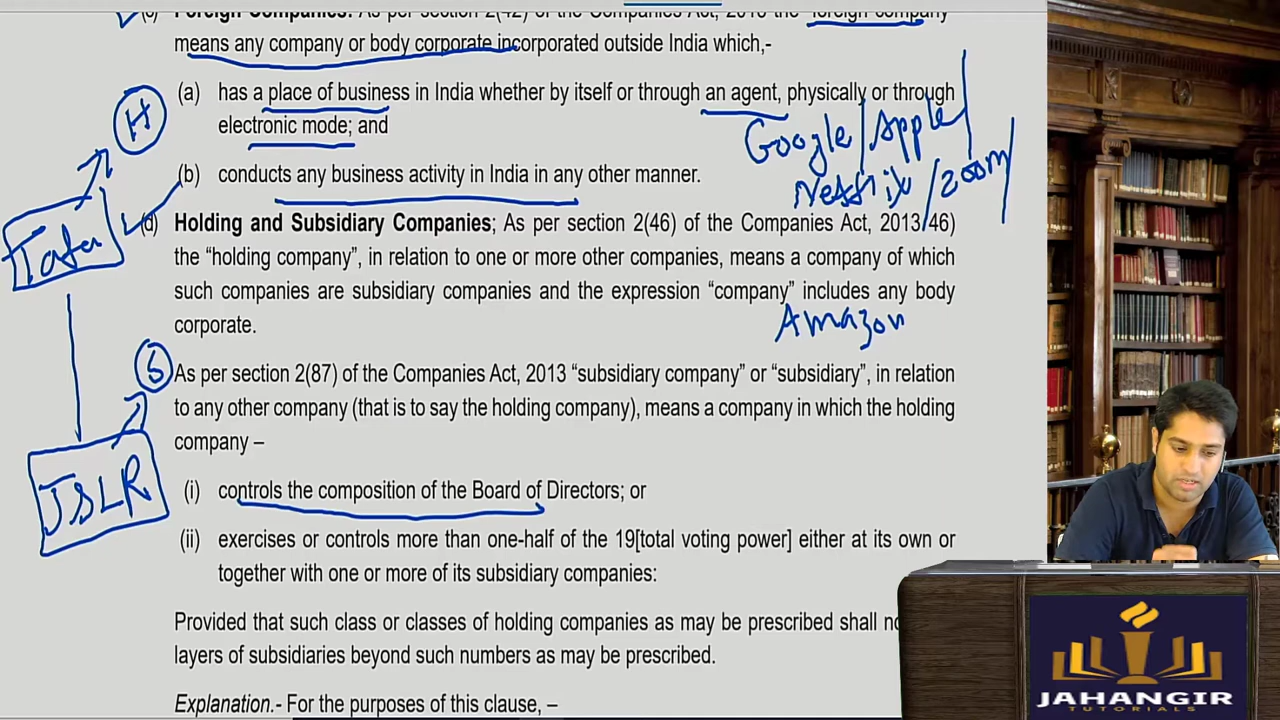 (c) Foreign Companies: As per section 2(42) of the Companies Act, 2013 the "foreign company"
means any company or body corporate incorporated outside India which,-
(a) has a place of business in India whether by itself or through an agent, physically or through
electronic mode; and
H
Google/Apple/
(b) conducts any business activity in India in any other manner.
Netflix/zoom/
(d) Holding and Subsidiary Companies; As per section 2(46) of the Companies Act, 2013/46)
Tata
the “holding company”, in relation to one or more other companies, means a company of which
such companies are subsidiary companies and the expression “company” includes any body
corporate.
Amazon
S
As per section 2(87) of the Companies Act, 2013 “subsidiary company” or “subsidiary”, in relation
to any other company (that is to say the holding company), means a company in which the holding
company –
(i) controls the composition of the Board of Directors; or
JSLR
(ii) exercises or controls more than one-half of the 19[total voting power] either at its own or
together with one or more of its subsidiary companies:
Provided that such class or classes of holding companies as may be prescribed shall
layers of subsidiaries beyond such numbers as may be prescribed.
Explanation.- For the purposes of this clause, –
JAHANGIR
TUTORIALS